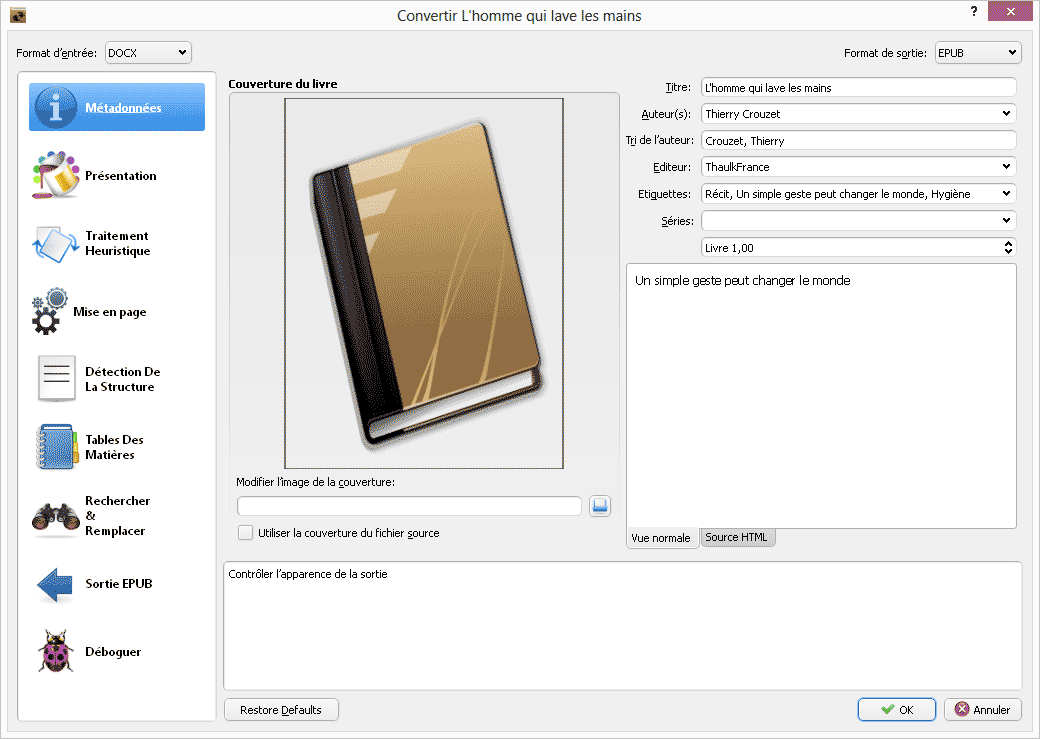 Convertir L'homme qui lave les mains
?
Format d'entrée: DOCX
Format de sortie: EPUB
Métadonnées
Présentation
Traitement
Heuristique
Mise en page
Détection De
La Structure
Tables Des
Matières
Rechercher
&
Remplacer
Sortie EPUB
Déboguer
Couverture du livre
Modifier l'image de la couverture:
Utiliser la couverture du fichier source
Titre: L'homme qui lave les mains
Auteur(s): Thierry Crouzet
Tri de l'auteur: Crouzet, Thierry
Editeur: ThaulkFrance
Etiquettes: Récit, Un simple geste peut changer le monde, Hygiène
Séries:
Livre 1,00
Un simple geste peut changer le monde
Vue normale
Source HTML
Contrôler l'apparence de la sortie
Restore Defaults
OK
Annuler